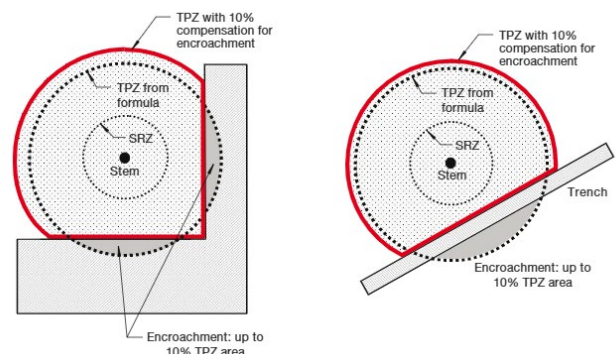 TPZ with 10%
compensation for
encroachment
TPZ from
formula
SRZ
Stem
Encroachment: up to
10% TPZ area
TPZ with 10%
compensation for
encroachment
TPZ from
formula
SRZ
Stem
Trench
Encroachment: up to
10% TPZ area